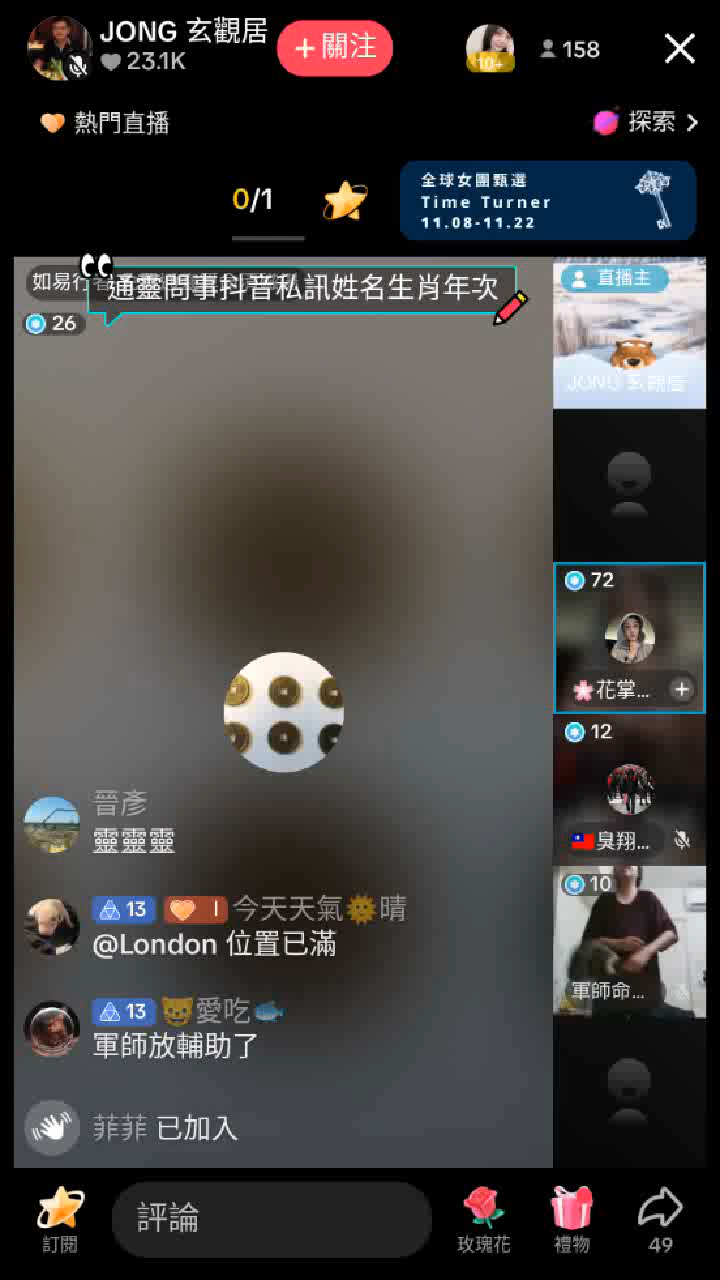 JONG 玄觀居
23.1K
+ 關注
10+
158
熱門直播
探索
0/1
全球女團甄選
Time Turner
11.08-11.22
如易行者
通靈問事抖音私訊姓名生肖年次
26
直播主
JONG 玄觀居
72
花掌...
12
臭翔...
10
軍師命...
晉彥
靈靈靈
13 I 今天天氣🌞晴
@London 位置已滿
13 😺愛吃🐟
軍師放輔助了
菲菲 已加入
訂閱
評論
玫瑰花
禮物
49